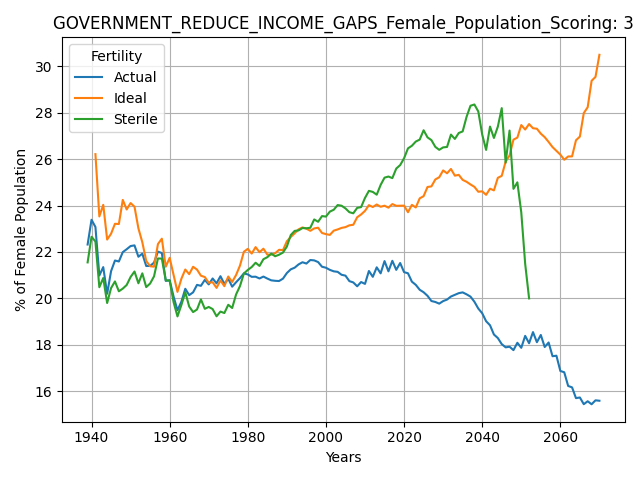 GOVERNMENT_REDUCE_INCOME_GAPS_Female_Population_Scoring: 3
Fertility
Actual
Ideal
Sterile
% of Female Population
30
28
26
24
22
20
18
16
1940
1960
1980
2000
2020
2040
2060
Years